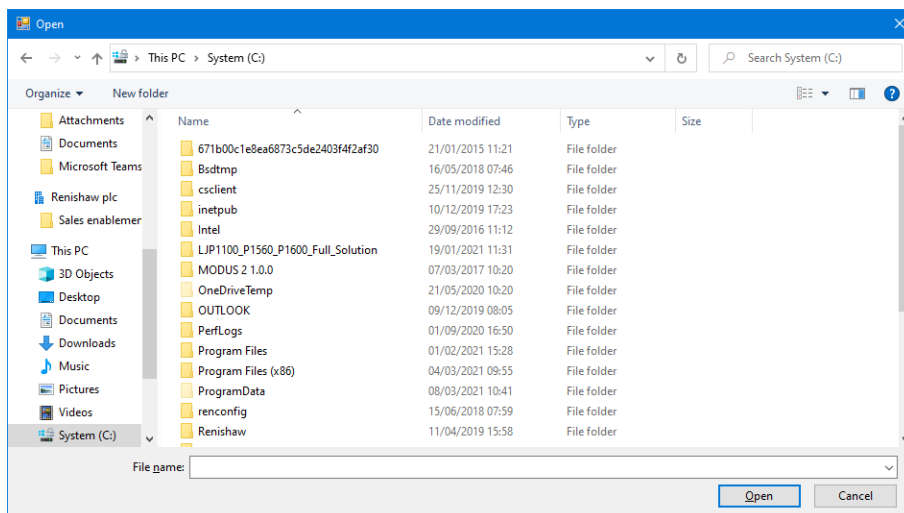 Open
This PC > System (C:)
Search System (C:)
Organize
New folder
Attachments
Documents
Microsoft Teams
Renishaw plc
Sales enablemer
This PC
3D Objects
Desktop
Documents
Downloads
Music
Pictures
Videos
System (C:)
Name Date modified Type Size
671b00c1e8ea6873c5de2403f4f2af30 21/01/2015 11:21 File folder
Bsdtmp 16/05/2018 07:46 File folder
csclient 25/11/2019 12:30 File folder
inetpub 10/12/2019 17:23 File folder
Intel 29/09/2016 11:12 File folder
LJP1100_P1560_P1600_Full_Solution 19/01/2021 11:31 File folder
MODUS 2 1.0.0 07/03/2017 10:20 File folder
OneDriveTemp 21/05/2020 10:20 File folder
OUTLOOK 09/12/2019 08:05 File folder
PerfLogs 01/09/2020 16:50 File folder
Program Files 01/02/2021 15:28 File folder
Program Files (x86) 04/03/2021 09:55 File folder
ProgramData 08/03/2021 10:41 File folder
renconfig 15/06/2018 07:59 File folder
Renishaw 11/04/2019 15:58 File folder
File name:
Open Cancel